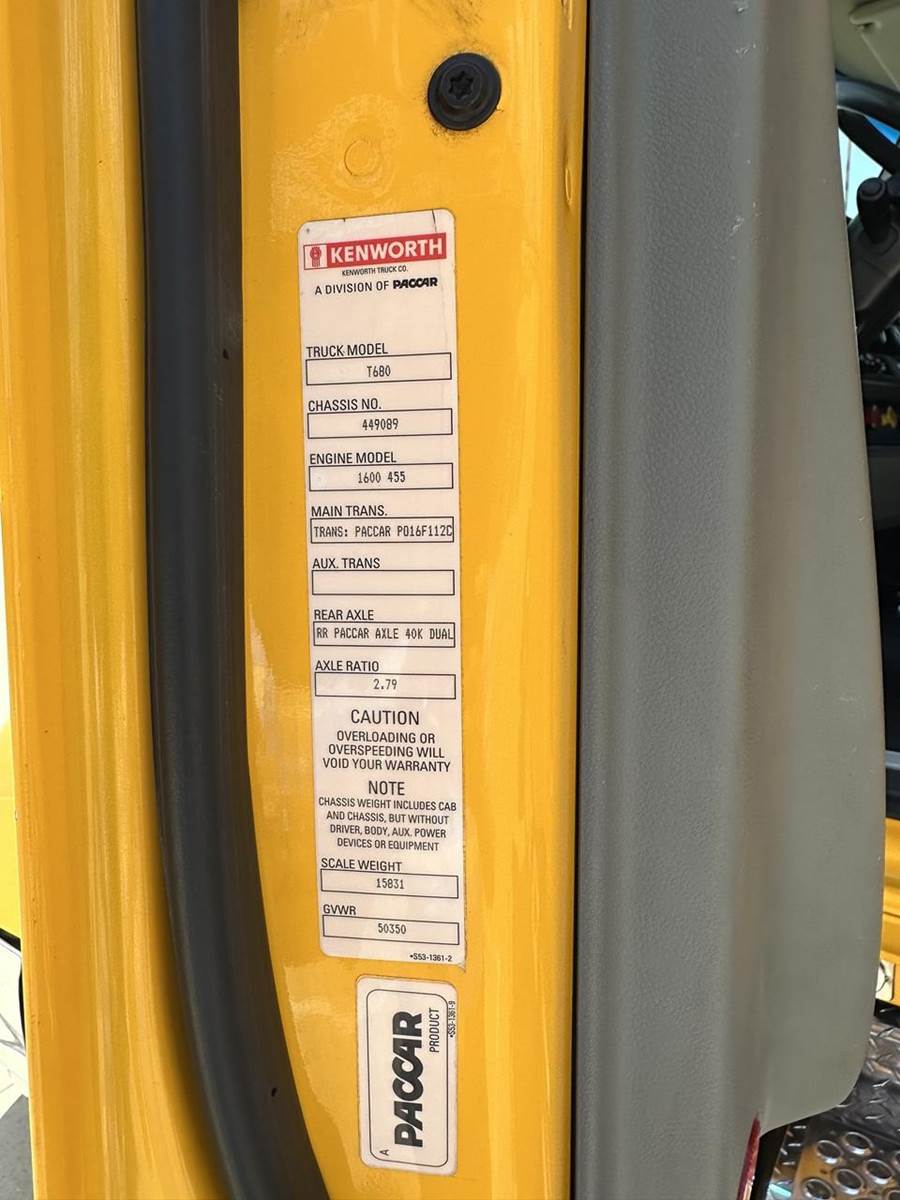 KENWORTH
KENWORTH TRUCK CO.
A DIVISION OF PACCAR
TRUCK MODEL
T680
CHASSIS NO.
449089
ENGINE MODEL
1600 455
MAIN TRANS.
TRANS: PACCAR PO16F112C
AUX. TRANS
REAR AXLE
RR PACCAR AXLE 40K DUAL
AXLE RATIO
2.79
CAUTION
OVERLOADING OR
OVERSPEEDING WILL
VOID YOUR WARRANTY
NOTE
CHASSIS WEIGHT INCLUDES CAB
AND CHASSIS, BUT WITHOUT
DRIVER, BODY, AUX. POWER
DEVICES OR EQUIPMENT
SCALE WEIGHT
15831
GVWR
50350
•S53-1361-2
A
PACCAR
PRODUCT
•S53-1361-9